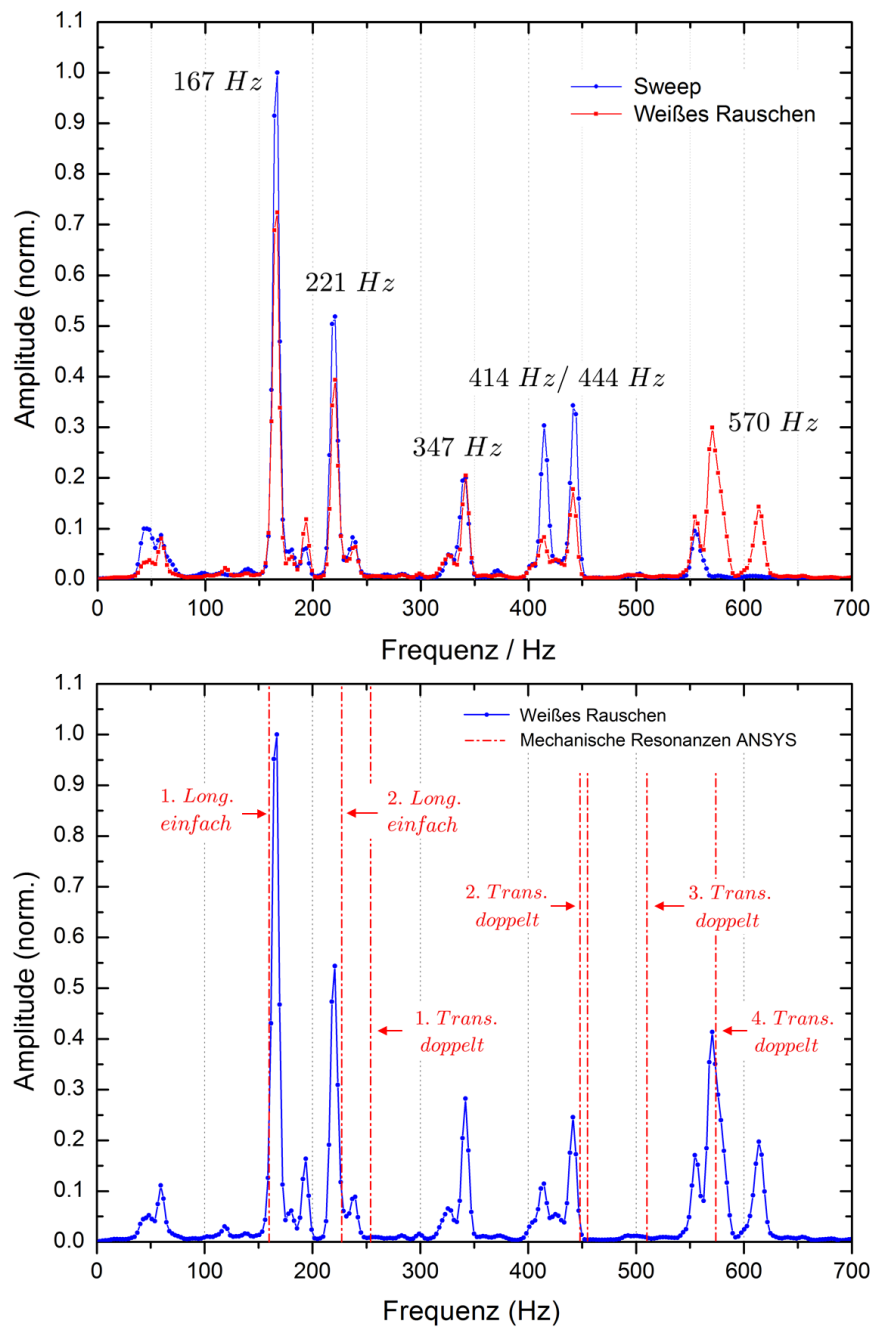 1.1
1.0
0.9
0.8
0.7
0.6
0.5
0.4
0.3
0.2
0.1
0.0
Amplitude (norm.)
167 Hz
Sweep
Weißes Rauschen
221 Hz
414 Hz/ 444 Hz
347 Hz
570 Hz
0 100 200 300 400 500 600 700
Frequenz / Hz
1.1
1.0
0.9
0.8
0.7
0.6
0.5
0.4
0.3
0.2
0.1
0.0
Amplitude (norm.)
Weißes Rauschen
Mechanische Resonanzen ANSYS
1. Long.
einfach
2. Long.
einfach
2. Trans.
doppelt
3. Trans.
doppelt
1. Trans.
doppelt
4. Trans.
doppelt
0 100 200 300 400 500 600 700
Frequenz (Hz)